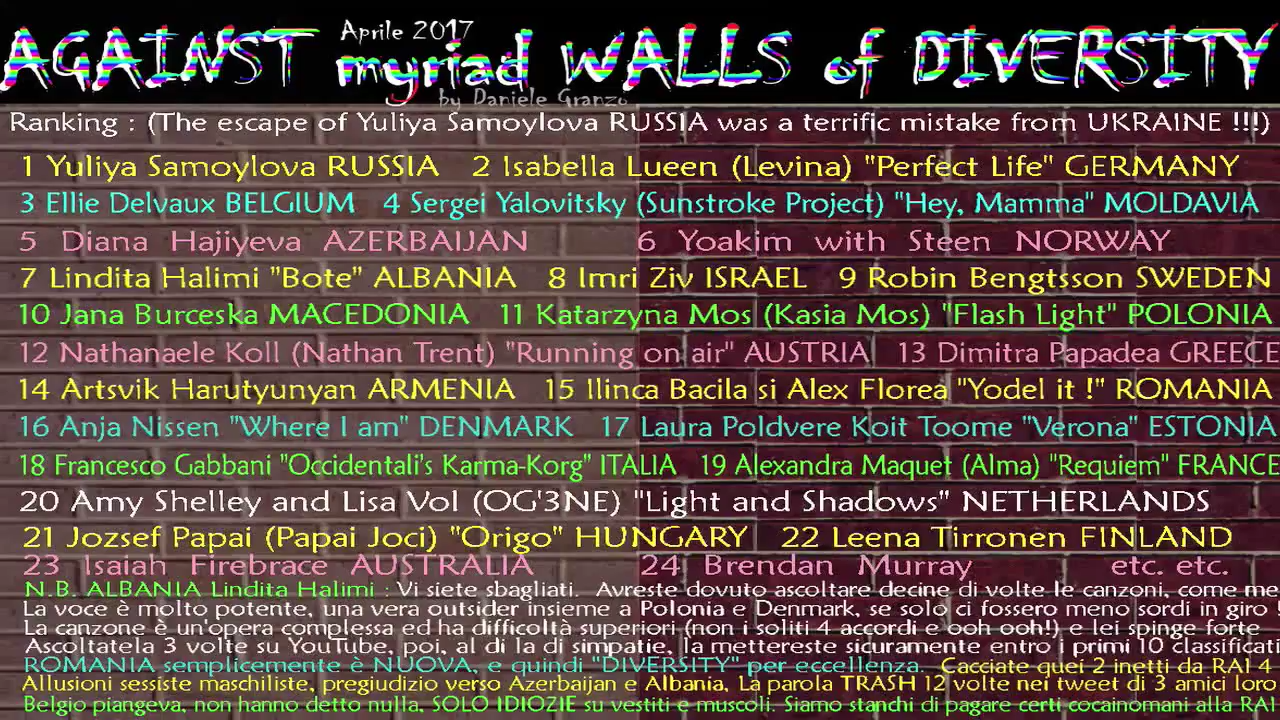 Aprile 2017
AGAINST myriad WALLS of DIVERSITY
by Daniele Granzo
Ranking : (The escape of Yuliya Samoylova RUSSIA was a terrific mistake from UKRAINE !!!)
1 Yuliya Samoylova RUSSIA 2 Isabella Lueen (Levina) "Perfect Life" GERMANY
3 Ellie Delvaux BELGIUM 4 Sergei Yalovitsky (Sunstroke Project) "Hey, Mamma" MOLDAVIA
5 Diana Hajiyeva AZERBAIJAN 6 Yoakim with Steen NORWAY
7 Lindita Halimi "Bote" ALBANIA 8 Imri Ziv ISRAEL 9 Robin Bengtsson SWEDEN
10 Jana Burceska MACEDONIA 11 Katarzyna Mos (Kasia Mos) "Flash Light" POLONIA
12 Nathanaele Koll (Nathan Trent) "Running on air" AUSTRIA 13 Dimitra Papadea GREECE
14 Artsvik Harutyunyan ARMENIA 15 Ilinca Bacila si Alex Florea "Yodel it !" ROMANIA
16 Anja Nissen "Where I am" DENMARK 17 Laura Poldvere Koit Toome "Verona" ESTONIA
18 Francesco Gabbani "Occidentali's Karma-Korg" ITALIA 19 Alexandra Maquet (Alma) "Requiem" FRANCE
20 Amy Shelley and Lisa Vol (OG'3NE) "Light and Shadows" NETHERLANDS
21 Jozsef Papai (Papai Joci) "Origo" HUNGARY 22 Leena Tirronen FINLAND
23 Isaiah Firebrace AUSTRALIA 24 Brendan Murray etc. etc.
N.B. ALBANIA Lindita Halimi : Vi siete sbagliati. Avreste dovuto ascoltare decine di volte le canzoni, come me
La voce è molto potente, una vera outsider insieme a Polonia e Denmark, se solo ci fossero meno sordi in giro !
La canzone è un'opera complessa ed ha difficoltà superiori (non i soliti 4 accordi e ooh ooh!) e lei spinge forte
Ascoltatela 3 volte su YouTube, poi, al di la di simpatie, la mettereste sicuramente entro i primi 10 classificati
ROMANIA semplicemente è NUOVA, e quindi "DIVERSITY" per eccellenza. Cacciate quei 2 inetti da RAI 4
Allusioni sessiste maschiliste, pregiudizio verso Azerbaijan e Albania, La parola TRASH 12 volte nei tweet di 3 amici loro
Belgio piangeva, non hanno detto nulla, SOLO IDIOZIE su vestiti e muscoli. Siamo stanchi di pagare certi cocainomani alla RAI